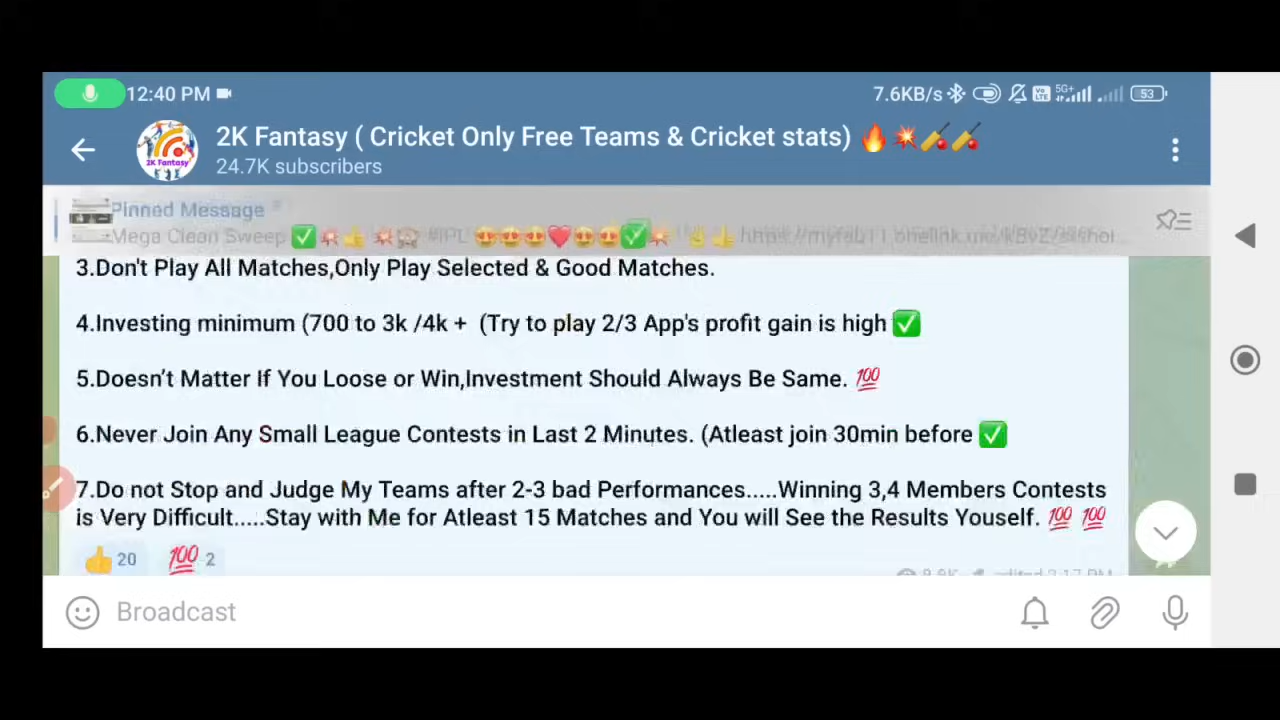 12:40 PM 7.6KB/s 5G+ 53
2K Fantasy ( Cricket Only Free Teams & Cricket stats) 🔥 💥🏏🏏
24.7K subscribers
2K Fantasy
Pinned Message
Mega Clean Sweep ✅💥👍 💥 #IPL 😍😍😍❤️😍😍✅💥 ✌️👍
3.Don't Play All Matches,Only Play Selected & Good Matches.
4.Investing minimum (700 to 3k /4k + (Try to play 2/3 App's profit gain is high ✅
5.Doesn't Matter If You Loose or Win,Investment Should Always Be Same. 💯
6.Never Join Any Small League Contests in Last 2 Minutes. (Atleast join 30min before ✅
7.Do not Stop and Judge My Teams after 2-3 bad Performances.....Winning 3,4 Members Contests
is Very Difficult.....Stay with Me for Atleast 15 Matches and You will See the Results Youself. 💯 💯
👍 20 💯 2
Broadcast